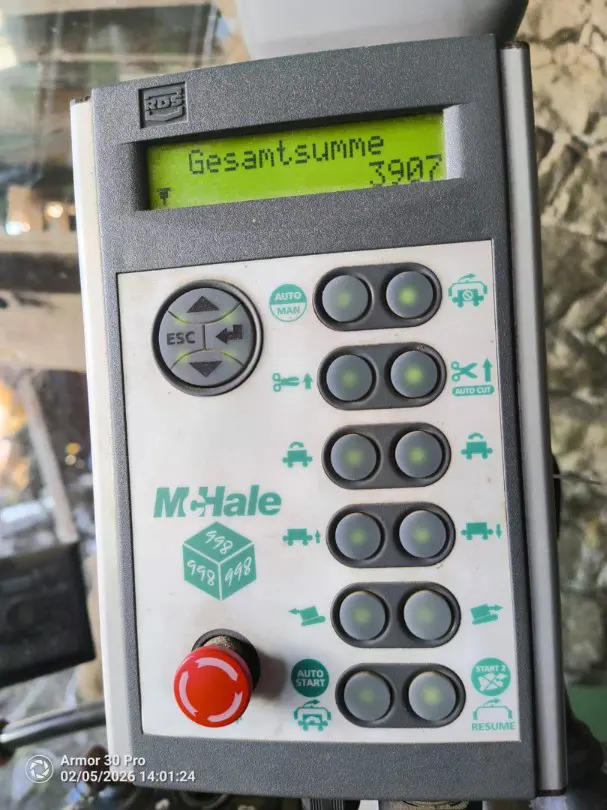 RDS
Gesamtsumme
3907
AUTO
MAN
ESC
AUTO CUT
McHale
998
998 998
AUTO
START
START 2
RESUME
Armor 30 Pro
02/05/2026 14:01:24